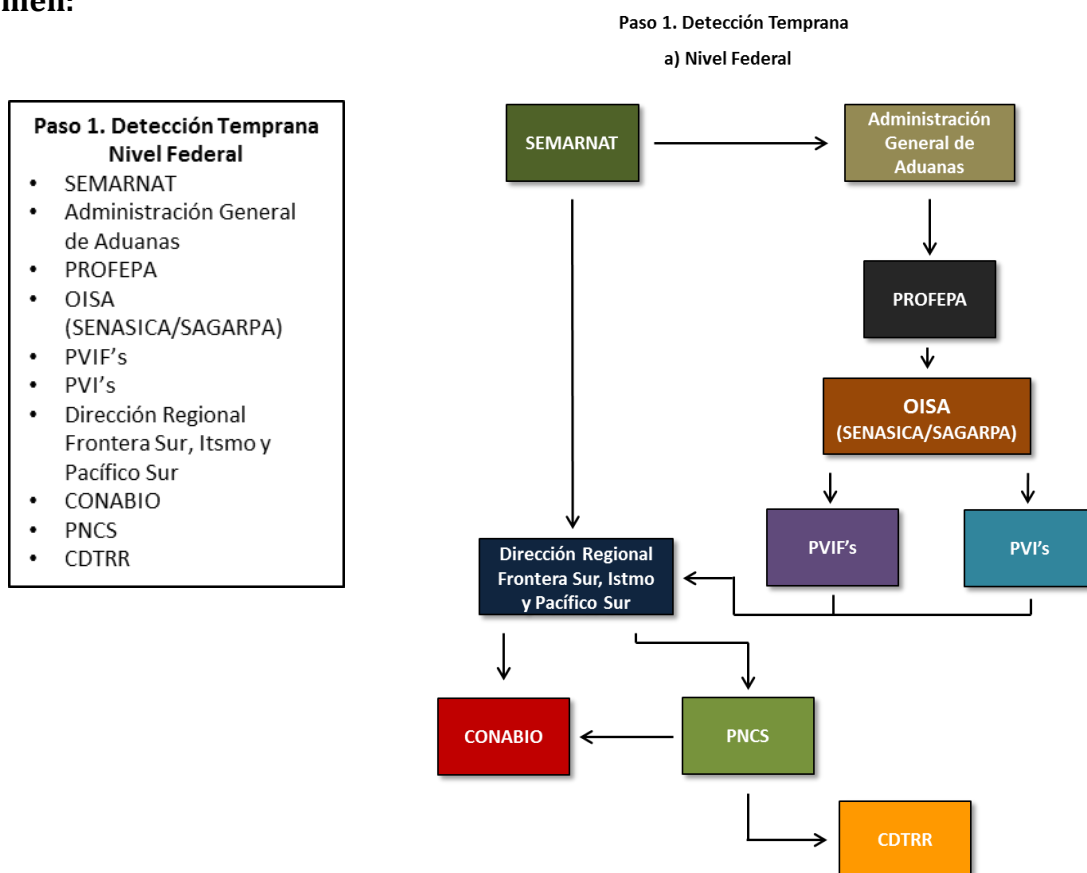 men:
Paso 1. Detección Temprana
a) Nivel Federal
Paso 1. Detección Temprana
Nivel Federal
• SEMARNAT
• Administración General
de Aduanas
• PROFEPA
• OISA
(SENASICA/SAGARPA)
• PVIF's
• PVI's
• Dirección Regional
Frontera Sur, Itsmo y
Pacífico Sur
• CONABIO
• PNCS
• CDTRR
SEMARNAT
Administración
General de
Aduanas
PROFEPA
OISA
(SENASICA/SAGARPA)
PVIF's
PVI's
Dirección Regional
Frontera Sur, Istmo
y Pacífico Sur
CONABIO
PNCS
CDTRR